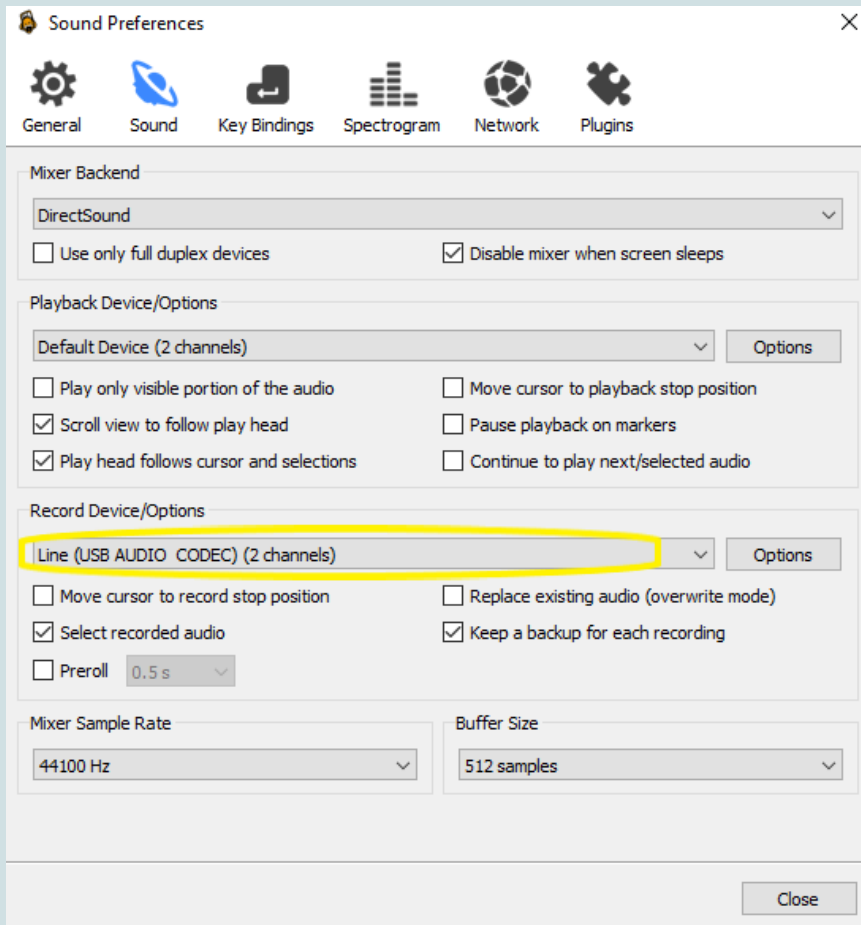 Sound Preferences
General Sound Key Bindings Spectrogram Network Plugins
Mixer Backend
DirectSound
Use only full duplex devices Disable mixer when screen sleeps
Playback Device/Options
Default Device (2 channels) Options
Play only visible portion of the audio Move cursor to playback stop position
Scroll view to follow play head Pause playback on markers
Play head follows cursor and selections Continue to play next/selected audio
Record Device/Options
Line (USB AUDIO  CODEC) (2 channels) Options
Move cursor to record stop position Replace existing audio (overwrite mode)
Select recorded audio Keep a backup for each recording
Preroll 0.5 s
Mixer Sample Rate Buffer Size
44100 Hz 512 samples
Close